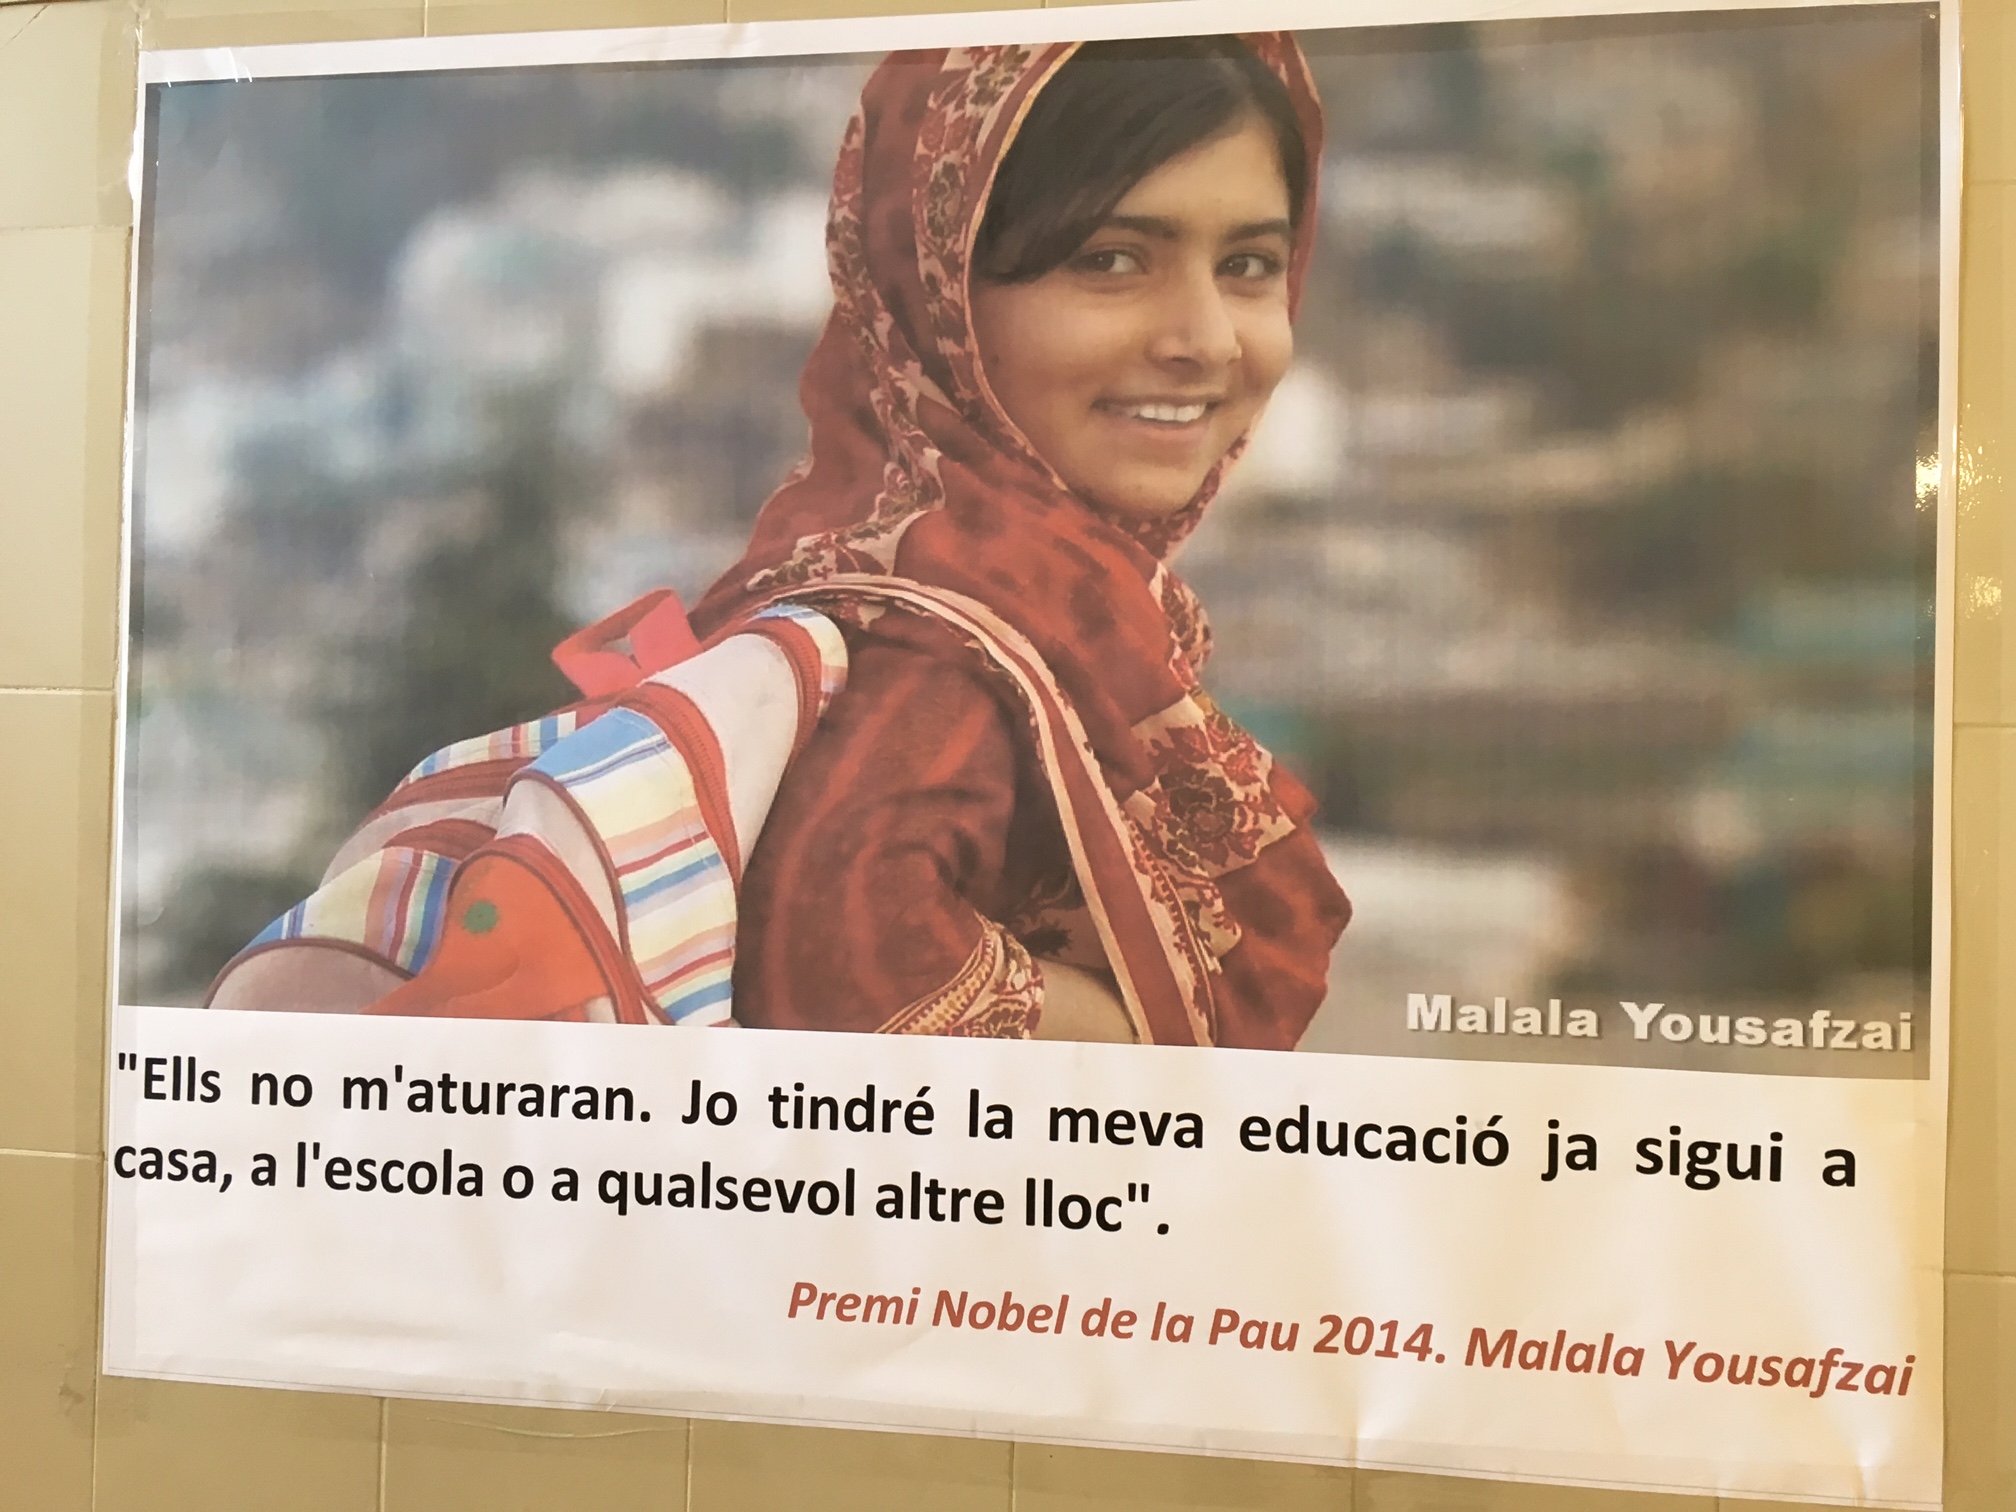 Malala Yousafzai
"Ells no m'aturaran. Jo tindré la meva educació ja sigui a
casa, a l'escola o a qualsevol altre lloc".
Premi Nobel de la Pau 2014. Malala Yousafzai